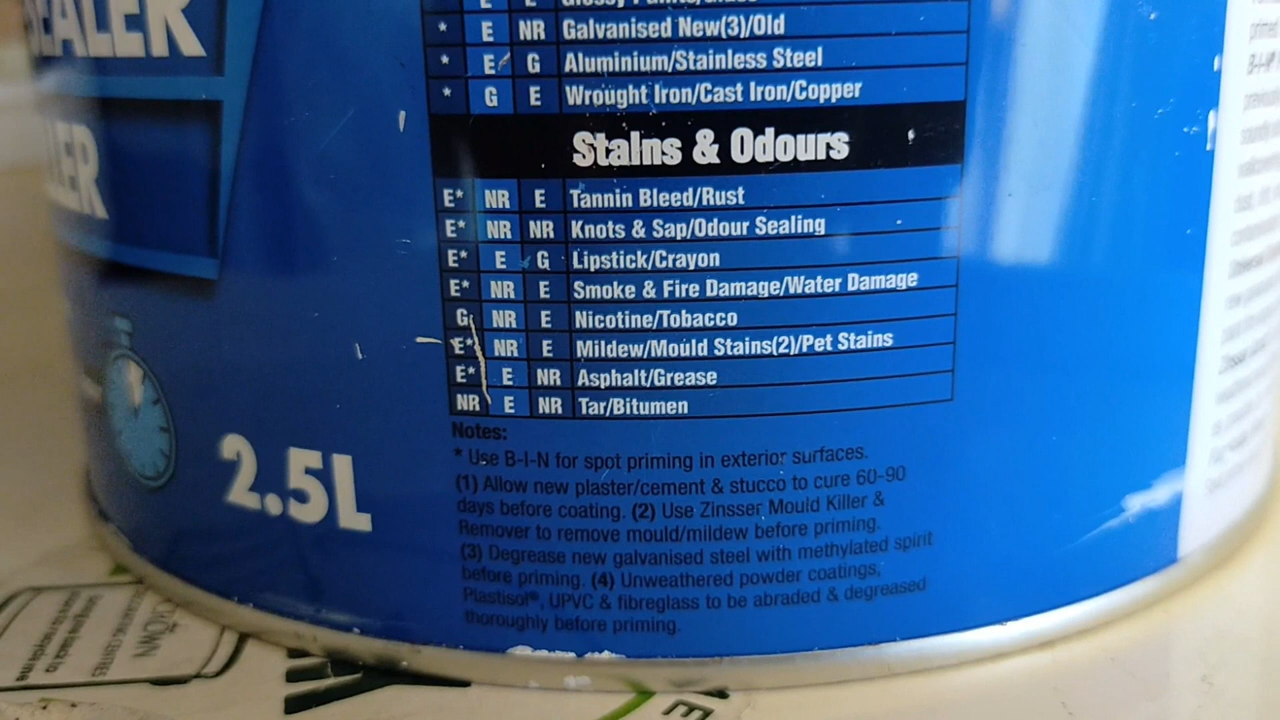 SEALER
LER
2.5L
* E NR Galvanised New(3)/Old
* E G Aluminium/Stainless Steel
* G E Wrought Iron/Cast Iron/Copper
Stains & Odours
E* NR E Tannin Bleed/Rust
E* NR NR Knots & Sap/Odour Sealing
E* E G Lipstick/Crayon
E* NR E Smoke & Fire Damage/Water Damage
G NR E Nicotine/Tobacco
E* NR E Mildew/Mould Stains(2)/Pet Stains
E* E NR Asphalt/Grease
NR E NR Tar/Bitumen
Notes:
* Use B-I-N for spot priming in exterior surfaces.
(1) Allow new plaster/cement & stucco to cure 60-90
days before coating. (2) Use Zinsser Mould Killer &
Remover to remove mould/mildew before priming.
(3) Degrease new galvanised steel with methylated spirit
before priming. (4) Unweathered powder coatings,
Plastisol®, UPVC & fibreglass to be abraded & degreased
thoroughly before priming.
CROWN